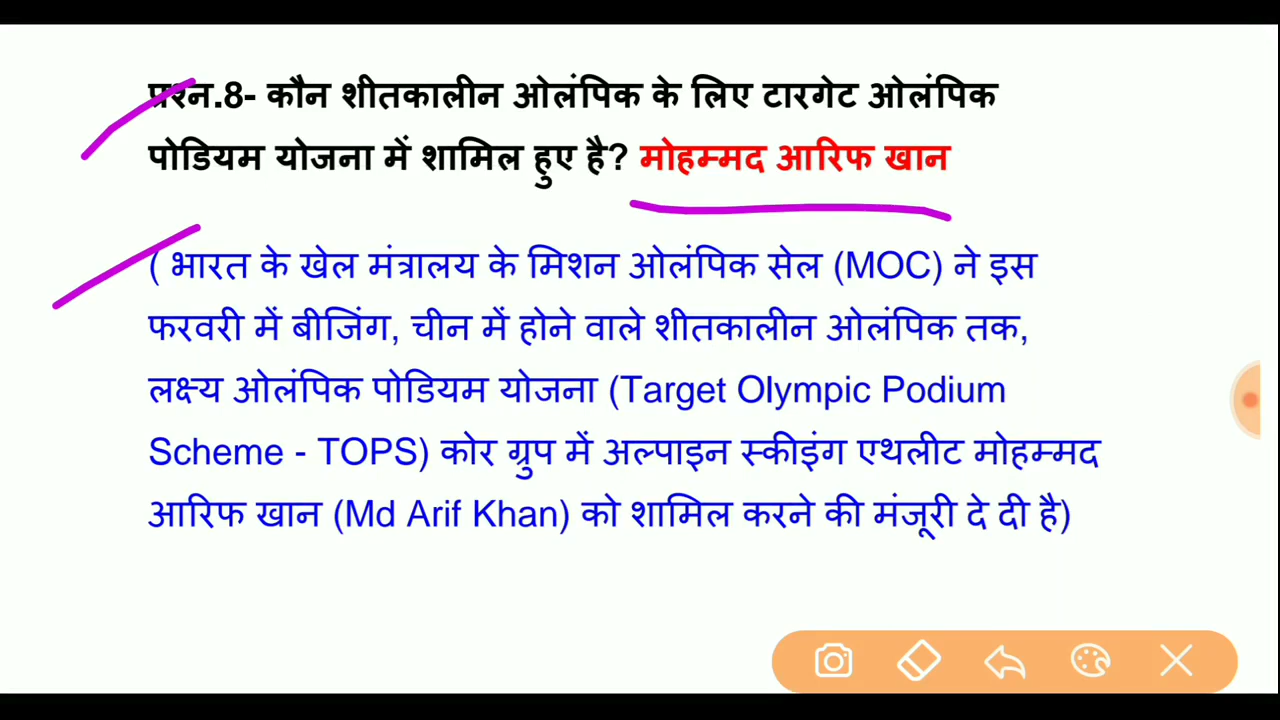 प्रश्न.8- कौन शीतकालीन ओलंपिक के लिए टारगेट ओलंपिक
पोडियम योजना में शामिल हुए है? मोहम्मद आरिफ खान
( भारत के खेल मंत्रालय के मिशन ओलंपिक सेल (MOC) ने इस
फरवरी में बीजिंग, चीन में होने वाले शीतकालीन ओलंपिक तक,
लक्ष्य ओलंपिक पोडियम योजना (Target Olympic Podium
Scheme - TOPS) कोर ग्रुप में अल्पाइन स्कीइंग एथलीट मोहम्मद
आरिफ खान (Md Arif Khan) को शामिल करने की मंजूरी दे दी है)